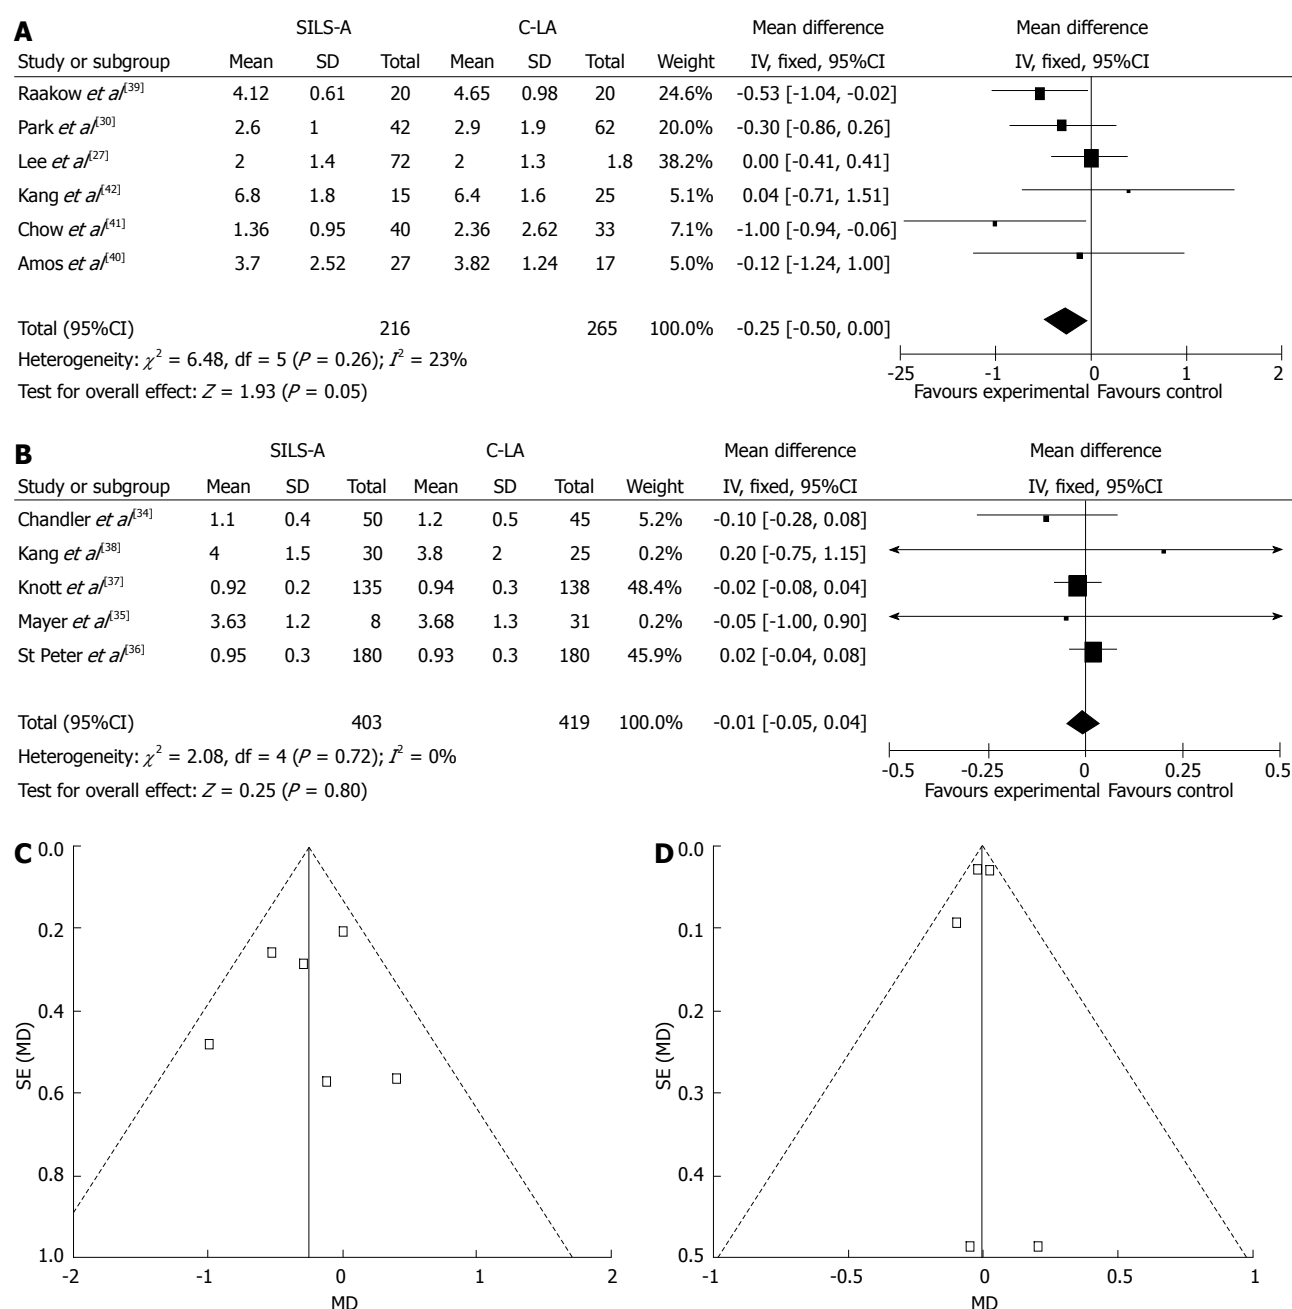 A
SILS-A C-LA Mean difference Mean difference
Study or subgroup Mean SD Total Mean SD Total Weight IV, fixed, 95%CI IV, fixed, 95%CI
Raakow et al[39] 4.12 0.61 20 4.65 0.98 20 24.6% -0.53 [-1.04, -0.02]
Park et al[30] 2.6 1 42 2.9 1.9 62 20.0% -0.30 [-0.86, 0.26]
Lee et al[27] 2 1.4 72 2 1.3 1.8 38.2% 0.00 [-0.41, 0.41]
Kang et al[42] 6.8 1.8 15 6.4 1.6 25 5.1% 0.04 [-0.71, 1.51]
Chow et al[41] 1.36 0.95 40 2.36 2.62 33 7.1% -1.00 [-0.94, -0.06]
Amos et al[40] 3.7 2.52 27 3.82 1.24 17 5.0% -0.12 [-1.24, 1.00]
Total (95%CI) 216 265 100.0% -0.25 [-0.50, 0.00]
Heterogeneity: χ2 = 6.48, df = 5 (P = 0.26); I2 = 23%
Test for overall effect: Z = 1.93 (P = 0.05)
-25 -1 0 1 2
Favours experimental Favours control
B
SILS-A C-LA Mean difference Mean difference
Study or subgroup Mean SD Total Mean SD Total Weight IV, fixed, 95%CI IV, fixed, 95%CI
Chandler et al[34] 1.1 0.4 50 1.2 0.5 45 5.2% -0.10 [-0.28, 0.08]
Kang et al[38] 4 1.5 30 3.8 2 25 0.2% 0.20 [-0.75, 1.15]
Knott et al[37] 0.92 0.2 135 0.94 0.3 138 48.4% -0.02 [-0.08, 0.04]
Mayer et al[35] 3.63 1.2 8 3.68 1.3 31 0.2% -0.05 [-1.00, 0.90]
St Peter et al[36] 0.95 0.3 180 0.93 0.3 180 45.9% 0.02 [-0.04, 0.08]
Total (95%CI) 403 419 100.0% -0.01 [-0.05, 0.04]
Heterogeneity: χ2 = 2.08, df = 4 (P = 0.72); I2 = 0%
Test for overall effect: Z = 0.25 (P = 0.80)
-0.5 -0.25 0 0.25 0.5
Favours experimental Favours control
C
0.0
0.2
0.4
0.6
0.8
1.0
SE (MD)
-2 -1 0 1 2
MD
D
0.0
0.1
0.2
0.3
0.4
0.5
SE (MD)
-1 -0.5 0 0.5 1
MD